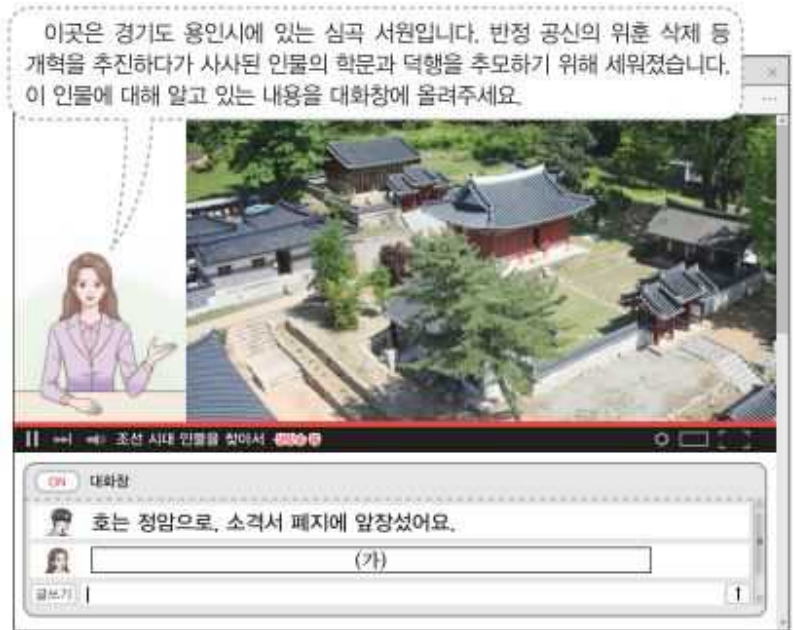 이곳은 경기도 용인시에 있는 심곡 서원입니다. 반정 공신의 위훈 삭제 등
개혁을 추진하다가 사사된 인물의 학문과 덕행을 추모하기 위해 세워졌습니다.
이 인물에 대해 알고 있는 내용을 대화창에 올려주세요.
조선 시대 인물을 찾아서
ON 대화창
호는 정암으로, 소격서 폐지에 앞장섰어요.
(가)
글쓰기